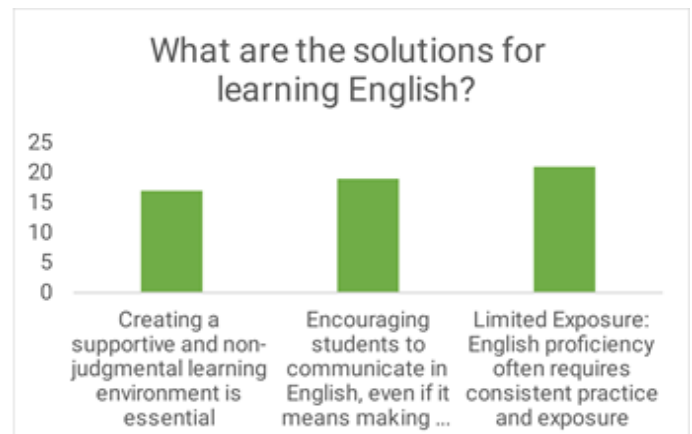 What are the solutions for
learning English?
25
20
15
10
5
0
Creating a
supportive and non-
judgmental learning
environment is
essential
Encouraging
students to
communicate in
English, even if it
means making ...
Limited Exposure:
English proficiency
often requires
consistent practice
and exposure